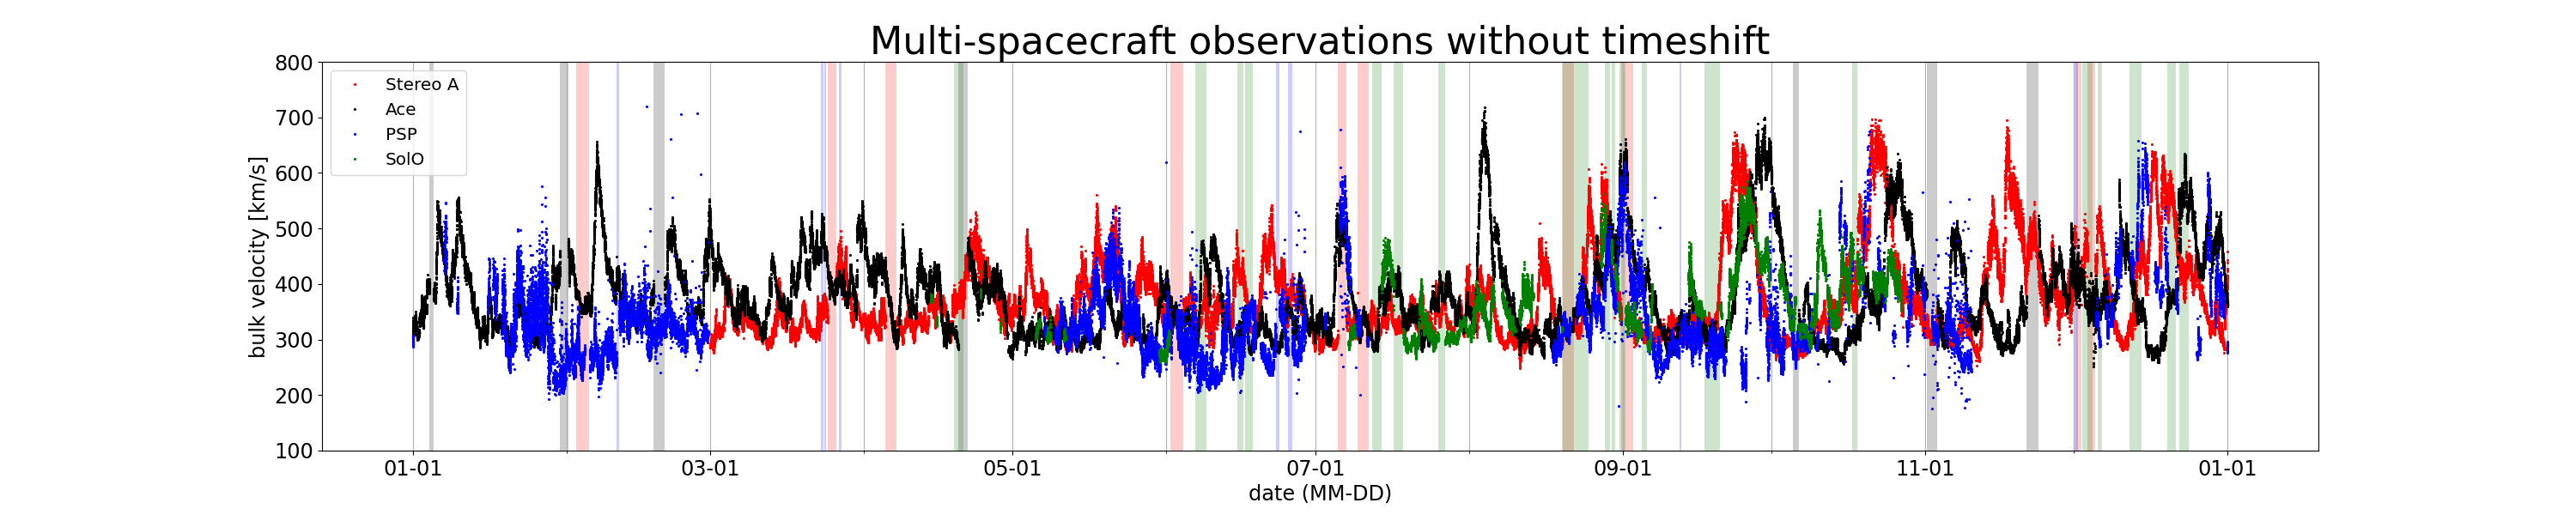 Multi-spacecraft observations without timeshift
800
700
600
500
400
300
200
100
bulk velocity [km/s]
Stereo A
Ace
PSP
SolO
01-01 03-01 05-01 07-01 09-01 11-01 01-01
date (MM-DD)